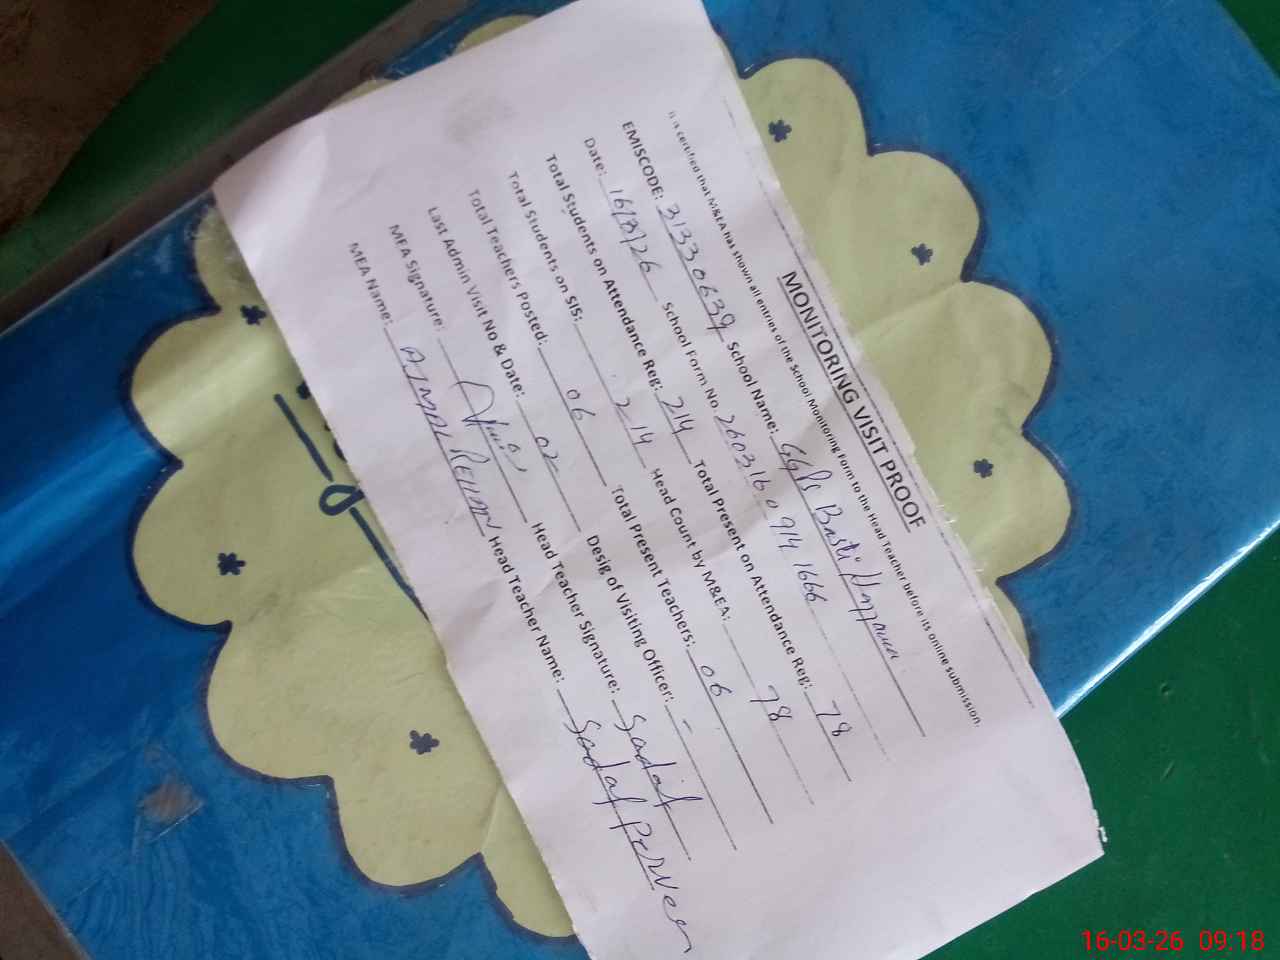 MONITORING VISIT PROOF
It is certified that M&EA has shown all entries of the School Monitoring Form to the Head Teacher before its online submission.
EMISCODE: 31330639 School Name: GGPS Basti
Date: 16/3/26 School Form No. 260316 0914 1666
Total Students on Attendance Reg: 214 Total Present on Attendance Reg: 78
Total Students on SIS: 214 Head Count by M&EA: 78
Total Teachers Posted: 06 Total Present Teachers: 06
Last Admin Visit No & Date: 02 Desig of Visiting Officer: -
MEA Signature: Head Teacher Signature: Sadaf
MEA Name: AJMAL REHAN Head Teacher Name: Sadaf Parveen
16-03-26 09:18